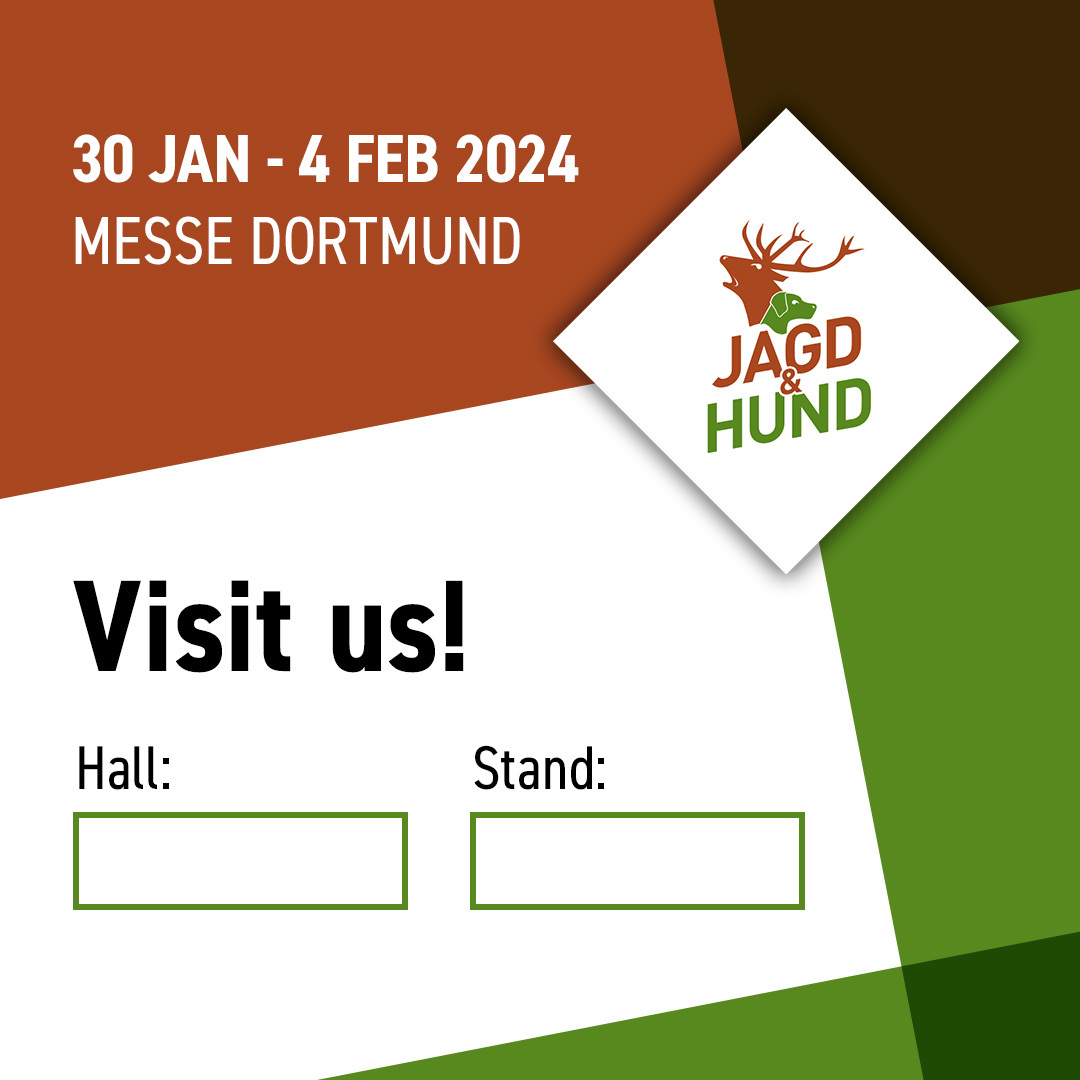 30 JAN - 4 FEB 2024
MESSE DORTMUND
JAGD
&
HUND
Visit us!
Hall:
Stand: